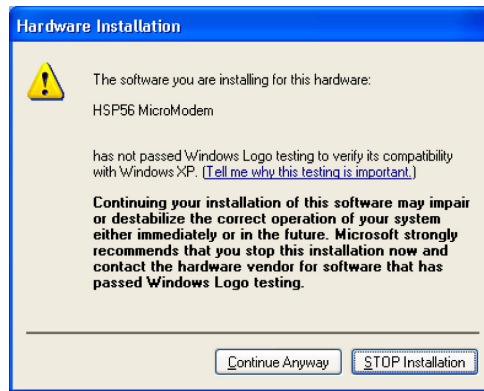 Hardware Installation
The software you are installing for this hardware:
HSP56 MicroModem
has not passed Windows Logo testing to verify its compatibility
with Windows XP. (Tell me why this testing is important.)
Continuing your installation of this software may impair
or destabilize the correct operation of your system
either immediately or in the future. Microsoft strongly
recommends that you stop this installation now and
contact the hardware vendor for software that has
passed Windows Logo testing.
Continue Anyway STOP Installation